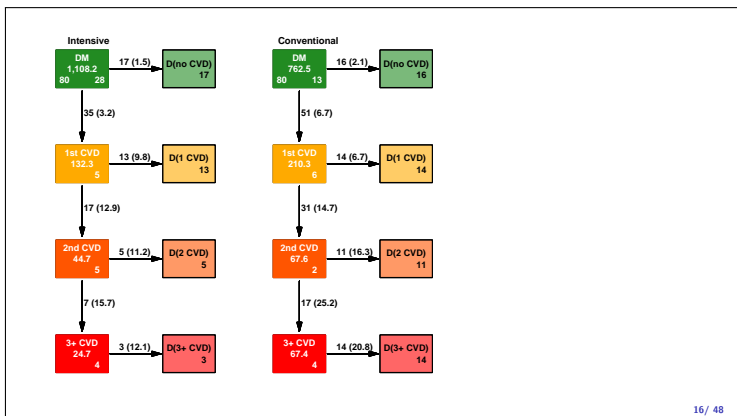 Intensive
DM
1,108.2
80 28
17 (1.5)
D(no CVD)
17
35 (3.2)
1st CVD
132.3
5
13 (9.8)
D(1 CVD)
13
17 (12.9)
2nd CVD
44.7
5
5 (11.2)
D(2 CVD)
5
7 (15.7)
3+ CVD
24.7
4
3 (12.1)
D(3+ CVD)
3
Conventional
DM
762.5
80 13
16 (2.1)
D(no CVD)
16
51 (6.7)
1st CVD
210.3
6
14 (6.7)
D(1 CVD)
14
31 (14.7)
2nd CVD
67.6
2
11 (16.3)
D(2 CVD)
11
17 (25.2)
3+ CVD
67.4
4
14 (20.8)
D(3+ CVD)
14
16/ 48